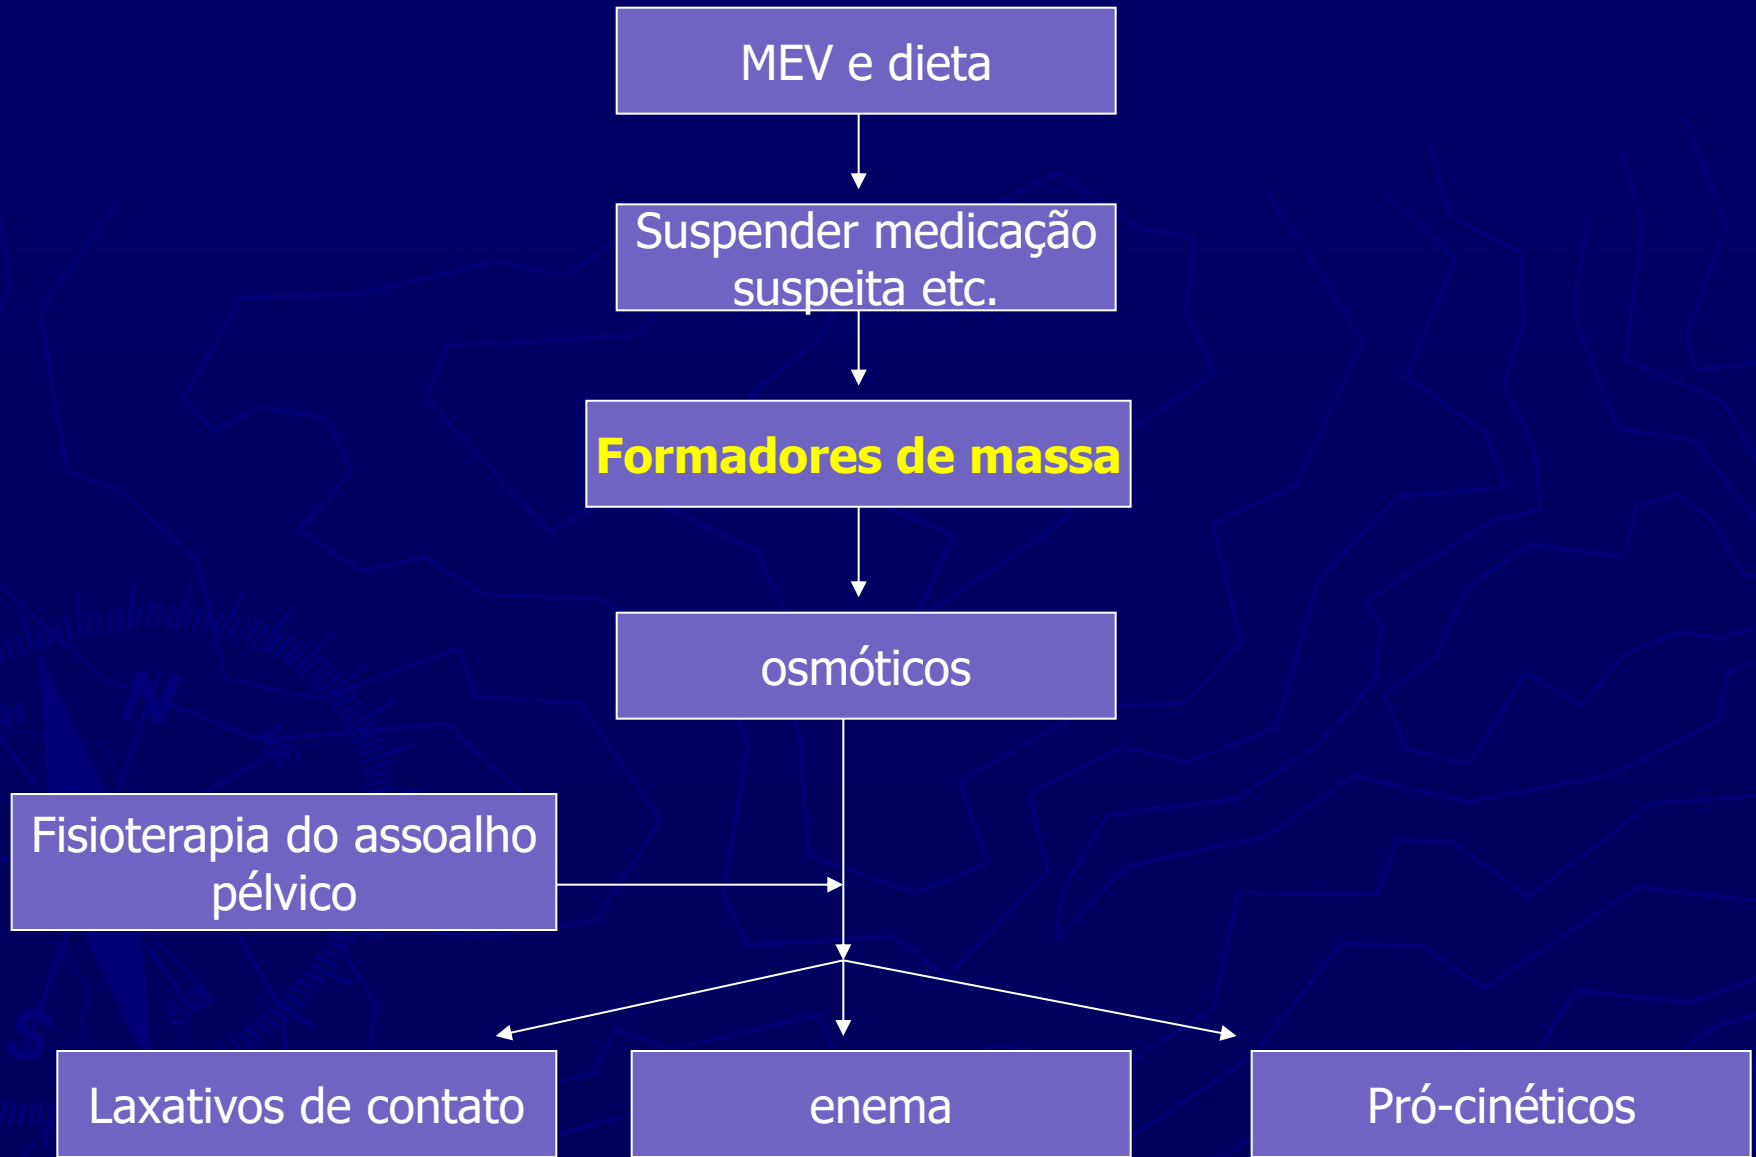 MEV e dieta
Suspender medicação
suspeita etc.
Formadores de massa
osmóticos
Fisioterapia do assoalho
pélvico
Laxativos de contato
enema
Pró-cinéticos
N
S